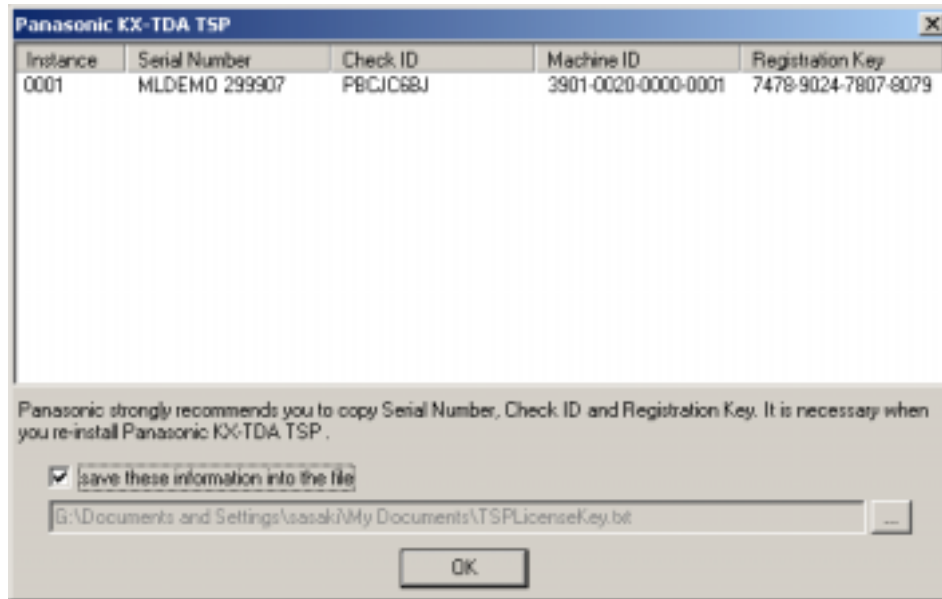 Panasonic KX-TDA TSP
Instance Serial Number Check ID Machine ID Registration Key
0001 MLDEMO 299907 PBCJC6BJ 3901-0020-0000-0001 7478-9024-7807-8079
Panasonic strongly recommends you to copy Serial Number, Check ID and Registration Key. It is necessary when
you re-install Panasonic KX-TDA TSP .
save these information into the file
G:\Documents and Settings\sasaki\My Documents\TSPLicenseKey.txt
...
OK